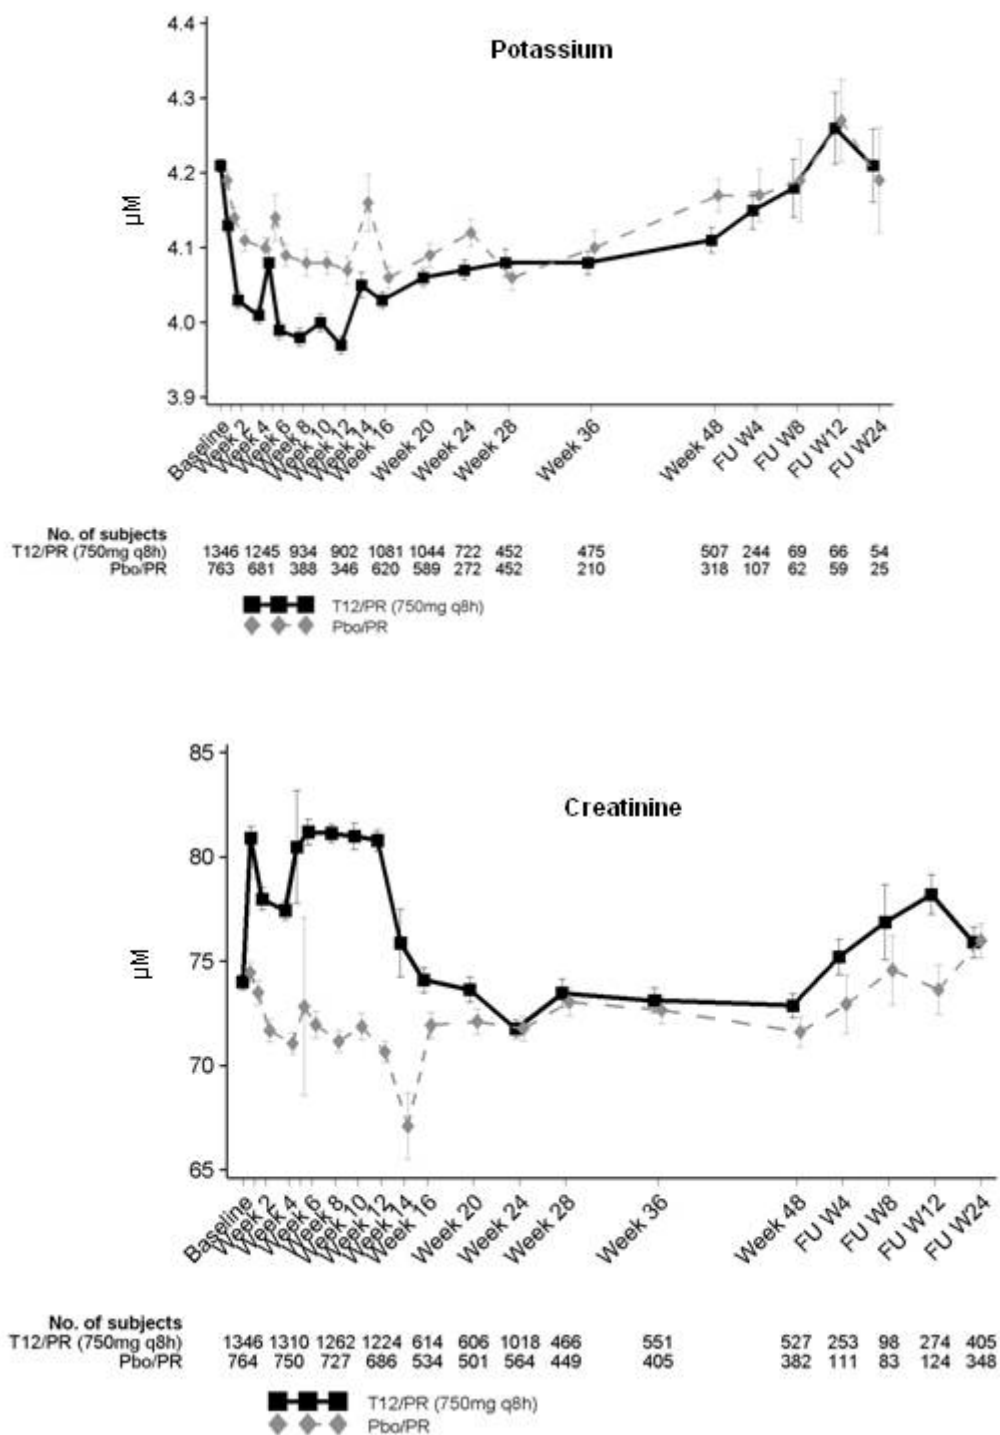 4.4
Potassium
4.3
4.2
μM
4.1
4.0
3.9
Baseline
Week 2
Week 4
Week 6
Week 8
Week 10
Week 12
Week 14
Week 16
Week 20
Week 24
Week 28
Week 36
Week 48
FU W4
FU W8
FU W12
FU W24
No. of subjects
T12/PR (750mg q8h) 1346 1245 934 902 1081 1044 722 452 475 507 244 69 66 54
Pbo/PR 763 681 388 346 620 589 272 452 210 318 107 62 59 25
T12/PR (750mg q8h)
Pbo/PR
85
Creatinine
80
μM
75
70
65
Baseline
Week 2
Week 4
Week 6
Week 8
Week 10
Week 12
Week 14
Week 16
Week 20
Week 24
Week 28
Week 36
Week 48
FU W4
FU W8
FU W12
FU W24
No. of subjects
T12/PR (750mg q8h) 1346 1310 1262 1224 614 606 1018 466 551 527 253 98 274 405
Pbo/PR 764 750 727 686 534 501 564 449 405 382 111 83 124 348
T12/PR (750mg q8h)
Pbo/PR